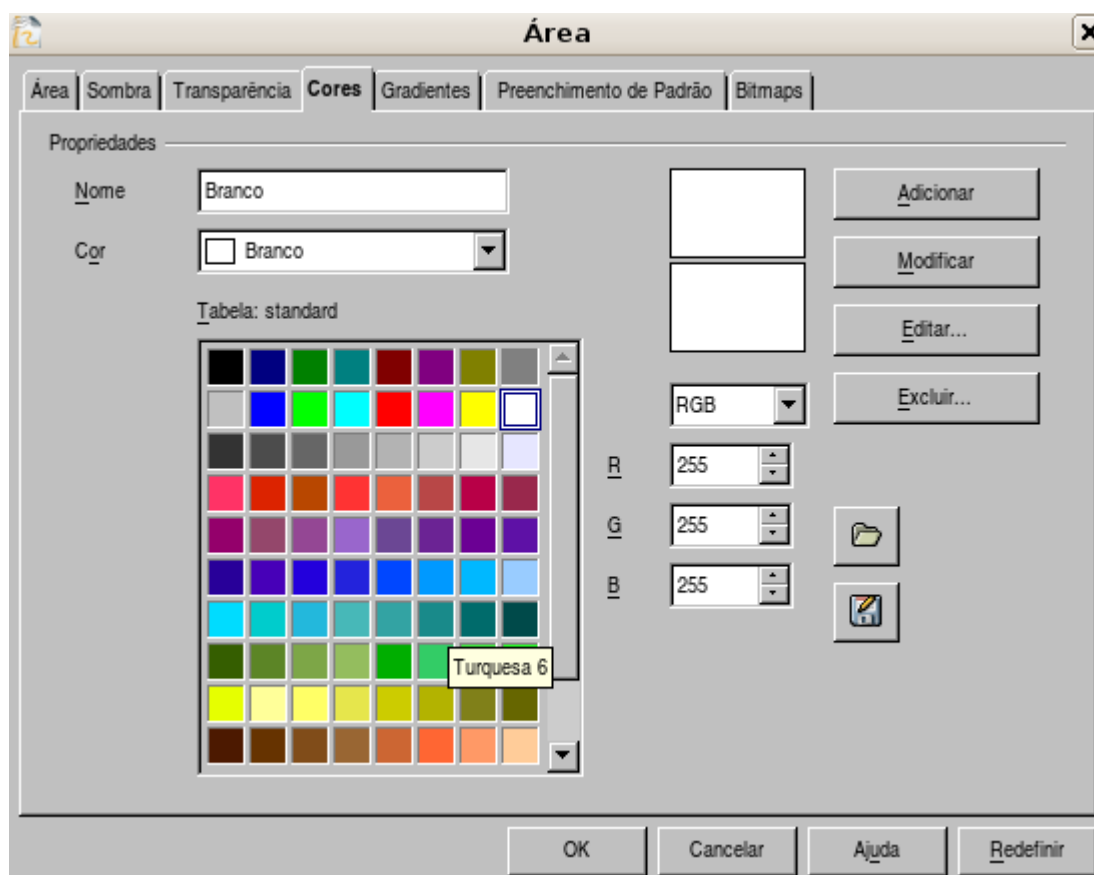 Área
Área Sombra Transparência Cores Gradientes Preenchimento de Padrão Bitmaps
Propriedades
Nome Branco Adicionar
Cor Branco Modificar
Tabela: standard Editar...
RGB Excluir...
R 255
G 255
B 255
Turquesa 6
OK Cancelar Ajuda Redefinir